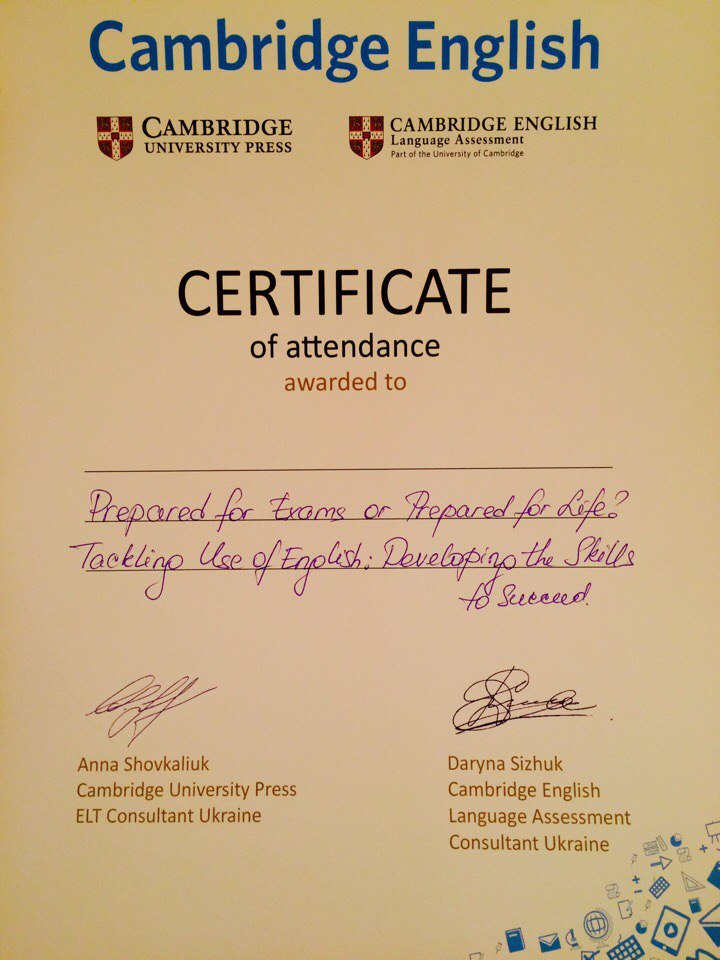 Cambridge English
CAMBRIDGE
UNIVERSITY PRESS
CAMBRIDGE ENGLISH
Language Assessment
Part of the University of Cambridge
CERTIFICATE
of attendance
awarded to
Prepared for Exams or Prepared for Life?
Tackling Use of English: Developing the Skills
to Succeed.
Anna Shovkaliuk
Cambridge University Press
ELT Consultant Ukraine
Daryna Sizhuk
Cambridge English
Language Assessment
Consultant Ukraine